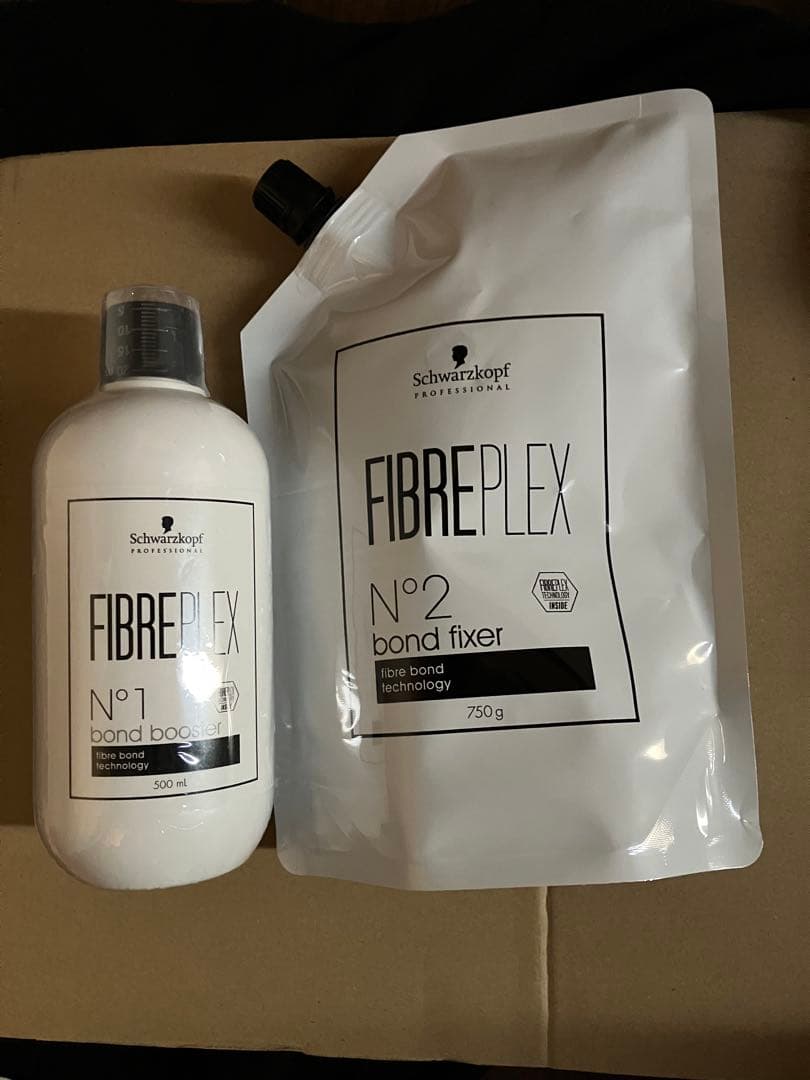 Schwarzkopf
PROFESSIONAL
FIBREPLEX
N°1
bond booster
fibre bond
technology
500 mL
Schwarzkopf
PROFESSIONAL
FIBREPLEX
N°2
FIBREPLEX
TECHNOLOGY
INSIDE
bond fixer
fibre bond
technology
750 g